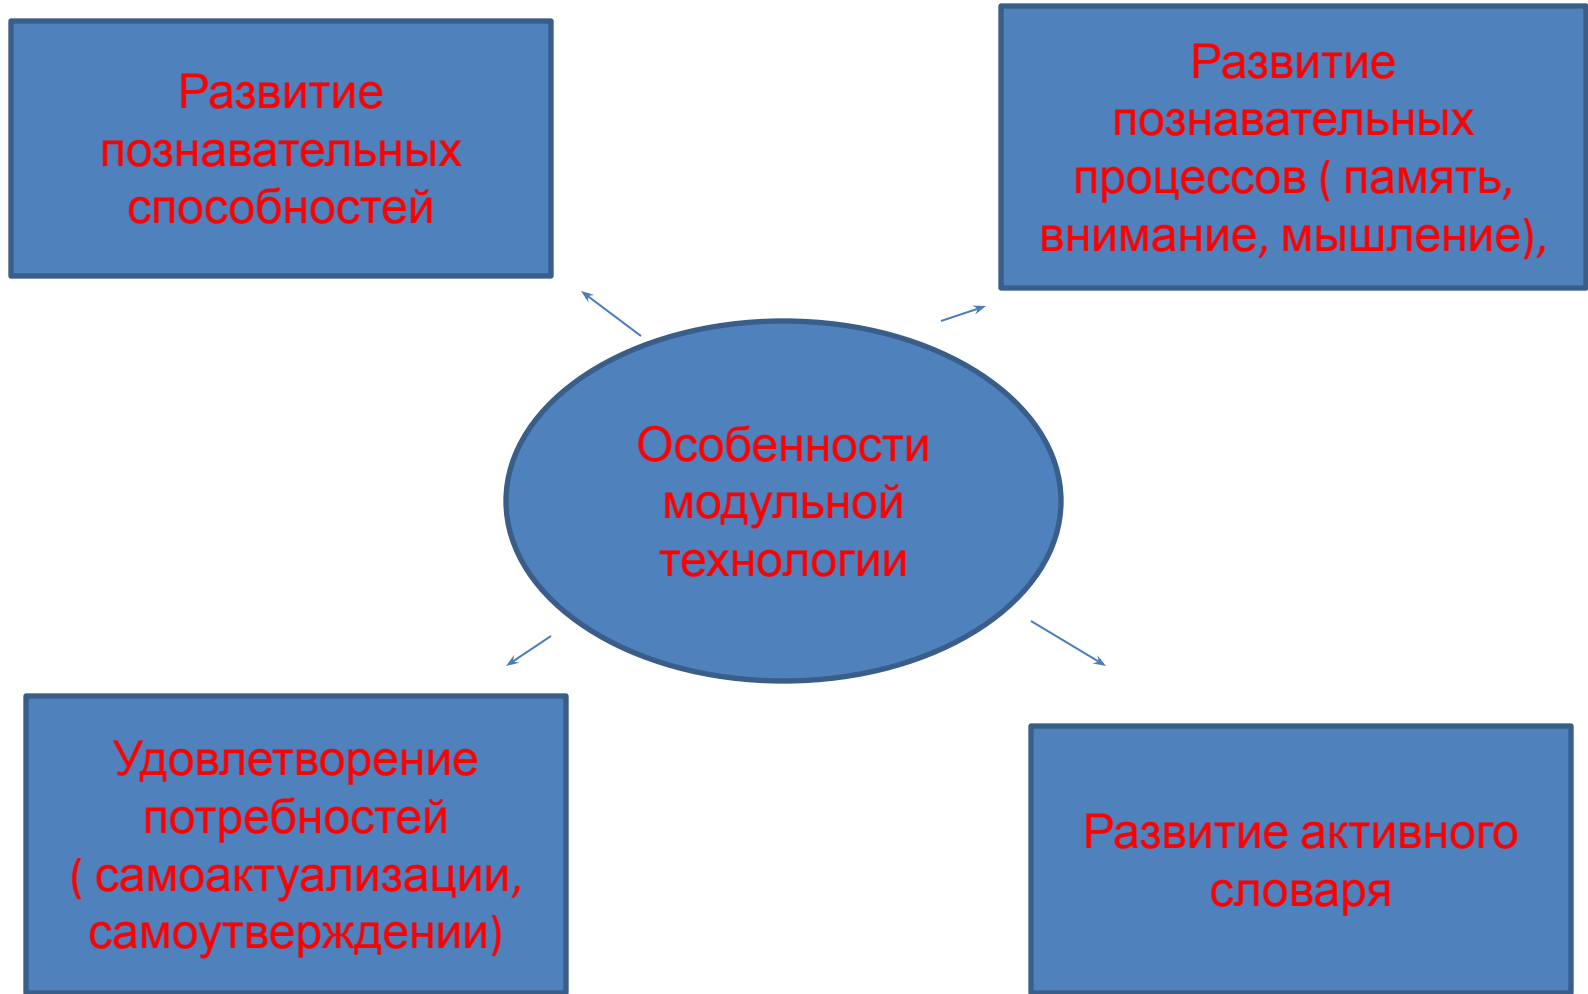 Развитие
познавательных
способностей
Развитие
познавательных
процессов ( память,
внимание, мышление),
Особенности
модульной
технологии
Удовлетворение
потребностей
( самоактуализации,
самоутверждении)
Развитие активного
словаря